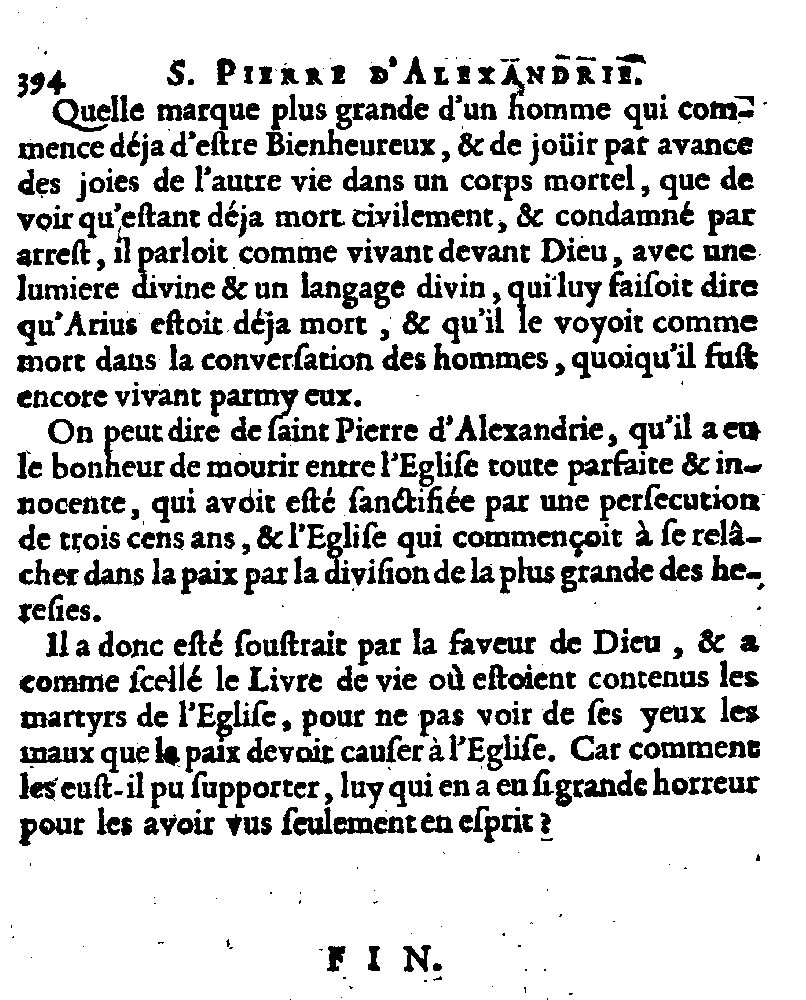 394 S. PIERRE D'ALEXANDRIE.
Quelle marque plus grande d'un homme qui com-
mence déja d'eſtre Bienheureux, & de joüir par avance
des joies de l'autre vie dans un corps mortel, que de
voir qu'eſtant déja mort civilement, & condamné par
arreſt, il parloit comme vivant devant Dieu, avec une
lumiere divine & un langage divin, qui luy faiſoit dire
qu'Arius eſtoit déja mort, & qu'il le voyoit comme
mort dans la converſation des hommes, quoiqu'il fuſt
encore vivant parmy eux.
On peut dire de ſaint Pierre d'Alexandrie, qu'il a eu
le bonheur de mourir entre l'Egliſe toute parfaite & in-
nocente, qui avoit eſté ſanctifiée par une perſecution
de trois cens ans, & l'Egliſe qui commençoit à ſe relâ-
cher dans la paix par la diviſion de la plus grande des he-
reſies.
Il a donc eſté ſouſtrait par la faveur de Dieu, & a
comme ſcellé le Livre de vie où eſtoient contenus les
martyrs de l'Egliſe, pour ne pas voir de ſes yeux les
maux que la paix devoit cauſer à l'Egliſe. Car comment
les euſt-il pu ſupporter, luy qui en a eu ſi grande horreur
pour les avoir vus ſeulement en eſprit?
FIN.